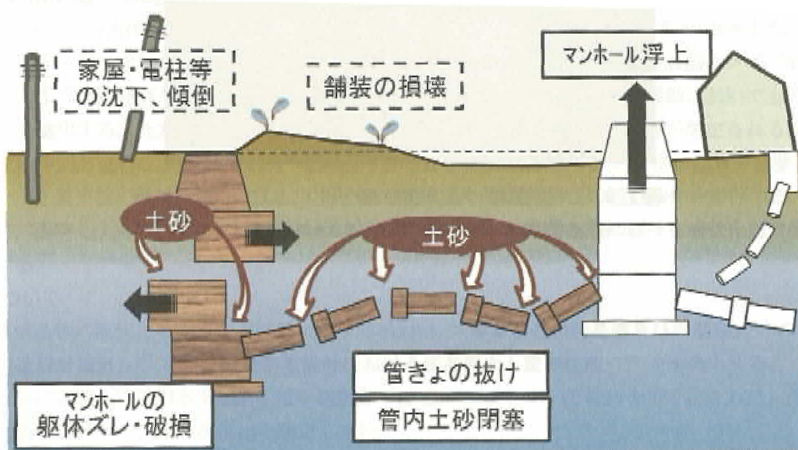 家屋・電柱等
の沈下、傾倒
舗装の損壊
マンホール浮上
土砂
土砂
マンホールの
躯体ズレ・破損
管きょの抜け
管内土砂閉塞